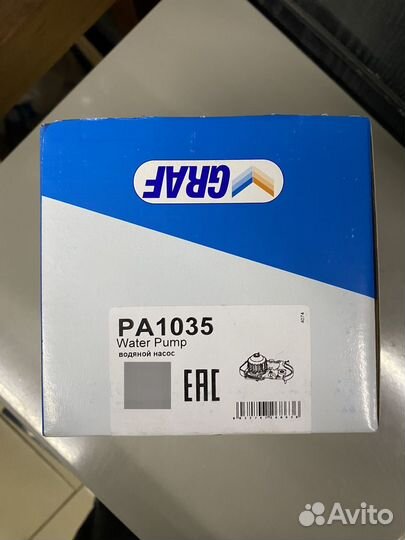 GRAF
PA1035
Water Pump
водяной насос
EAC
Avito